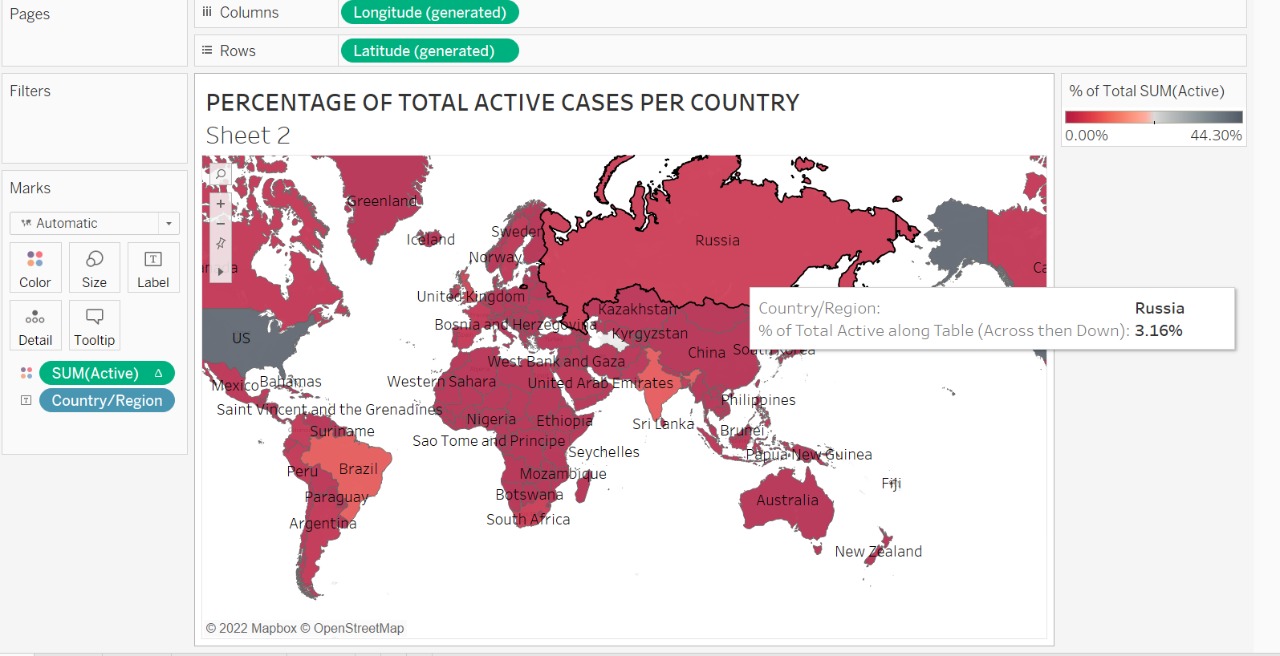 Pages
Columns
Longitude (generated)
Rows
Latitude (generated)
Filters
PERCENTAGE OF TOTAL ACTIVE CASES PER COUNTRY
Sheet 2
% of Total SUM(Active)
0.00%
44.30%
Marks
Automatic
Color
Size
Label
Detail
Tooltip
SUM(Active)
Country/Region
Greenland
Iceland
Sweden
Norway
Russia
United Kingdom
Kazakhstan
Bosnia and Herzegovina
Kyrgyzstan
US
China
West Bank and Gaza
Mexico
Bahamas
Western Sahara
United Arab Emirates
Philippines
Saint Vincent and the Grenadines
Nigeria
Ethiopia
Sri Lanka
Suriname
Brunei
Sao Tome and Principe
Seychelles
Papua New Guinea
Peru
Brazil
Mozambique
Fiji
Paraguay
Botswana
Australia
Argentina
South Africa
New Zealand
Country/Region: Russia
% of Total Active along Table (Across then Down): 3.16%
© 2022 Mapbox © OpenStreetMap